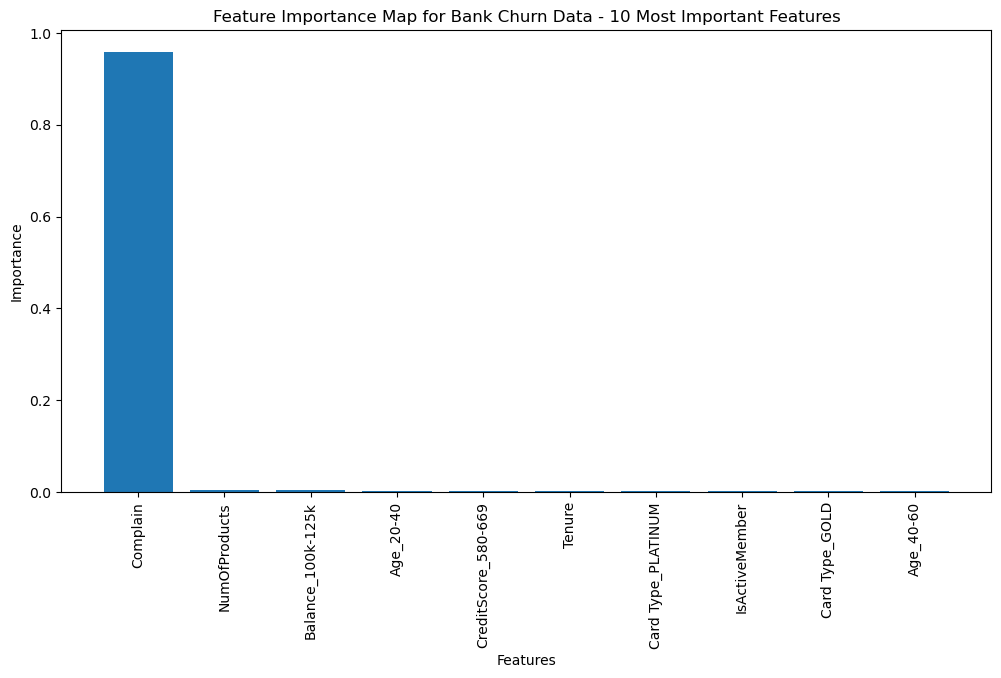 Feature Importance Map for Bank Churn Data - 10 Most Important Features
Importance
1.0
0.8
0.6
0.4
0.2
0.0
Complain
NumOfProducts
Balance_100k-125k
Age_20-40
CreditScore_580-669
Tenure
Card Type_PLATINUM
IsActiveMember
Card Type_GOLD
Age_40-60
Features